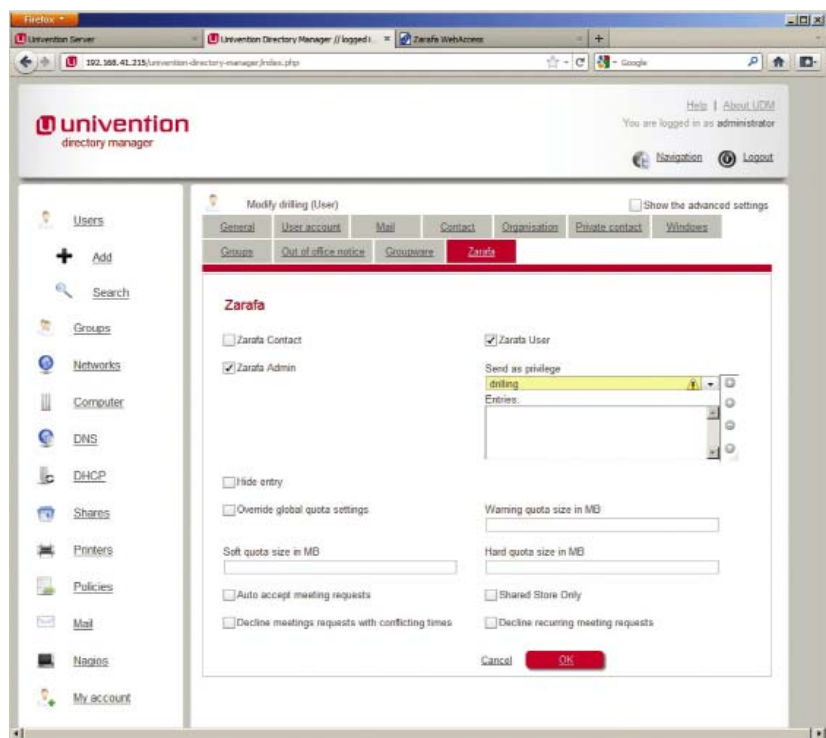 Firefox
Univention Server
Univention Directory Manager // logged i...
Zarafa WebAccess
192.168.41.215/univention-directory-manager/index.php
Google
univention
directory manager
Help | About UDM
You are logged in as administrator
Navigation
Logout
Users
Add
Search
Groups
Networks
Computer
DNS
DHCP
Shares
Printers
Policies
Mail
Nagios
My account
Modify drilling (User)
Show the advanced settings
General
User account
Mail
Contact
Organisation
Private contact
Windows
Groups
Out of office notice
Groupware
Zarafa
Zarafa
Zarafa Contact
Zarafa User
Zarafa Admin
Send as privilege
drilling
Entries:
Hide entry
Override global quota settings
Warning quota size in MB
Soft quota size in MB
Hard quota size in MB
Auto accept meeting requests
Shared Store Only
Decline meetings requests with conflicting times
Decline recurring meeting requests
Cancel
OK